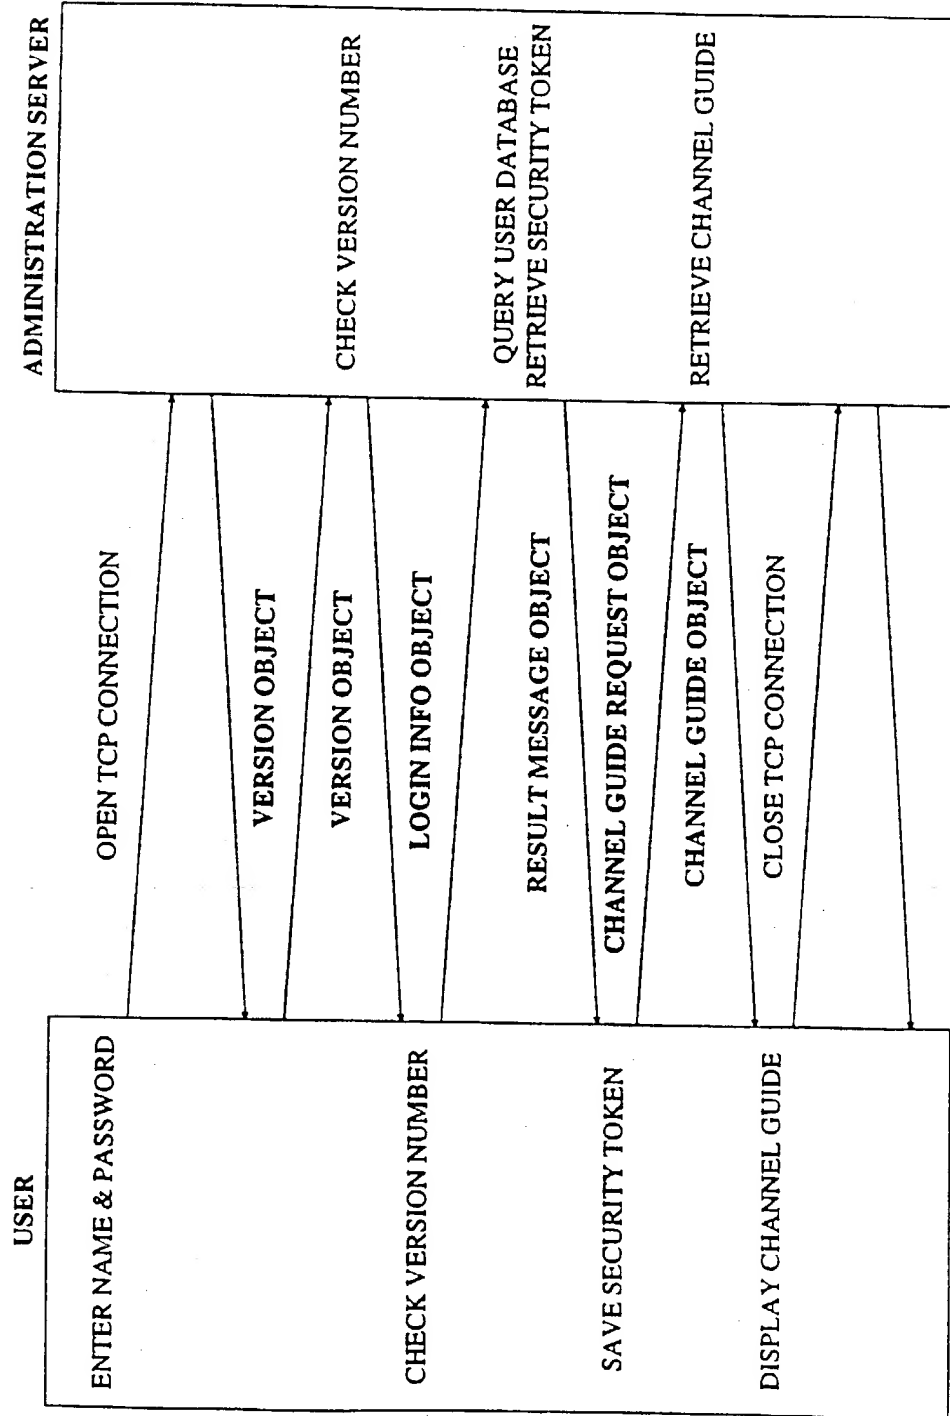 USER
ADMINISTRATION SERVER
ENTER NAME & PASSWORD
OPEN TCP CONNECTION
VERSION OBJECT
VERSION OBJECT
CHECK VERSION NUMBER
CHECK VERSION NUMBER
LOGIN INFO OBJECT
QUERY USER DATABASE
RETRIEVE SECURITY TOKEN
RESULT MESSAGE OBJECT
SAVE SECURITY TOKEN
CHANNEL GUIDE REQUEST OBJECT
RETRIEVE CHANNEL GUIDE
CHANNEL GUIDE OBJECT
DISPLAY CHANNEL GUIDE
CLOSE TCP CONNECTION